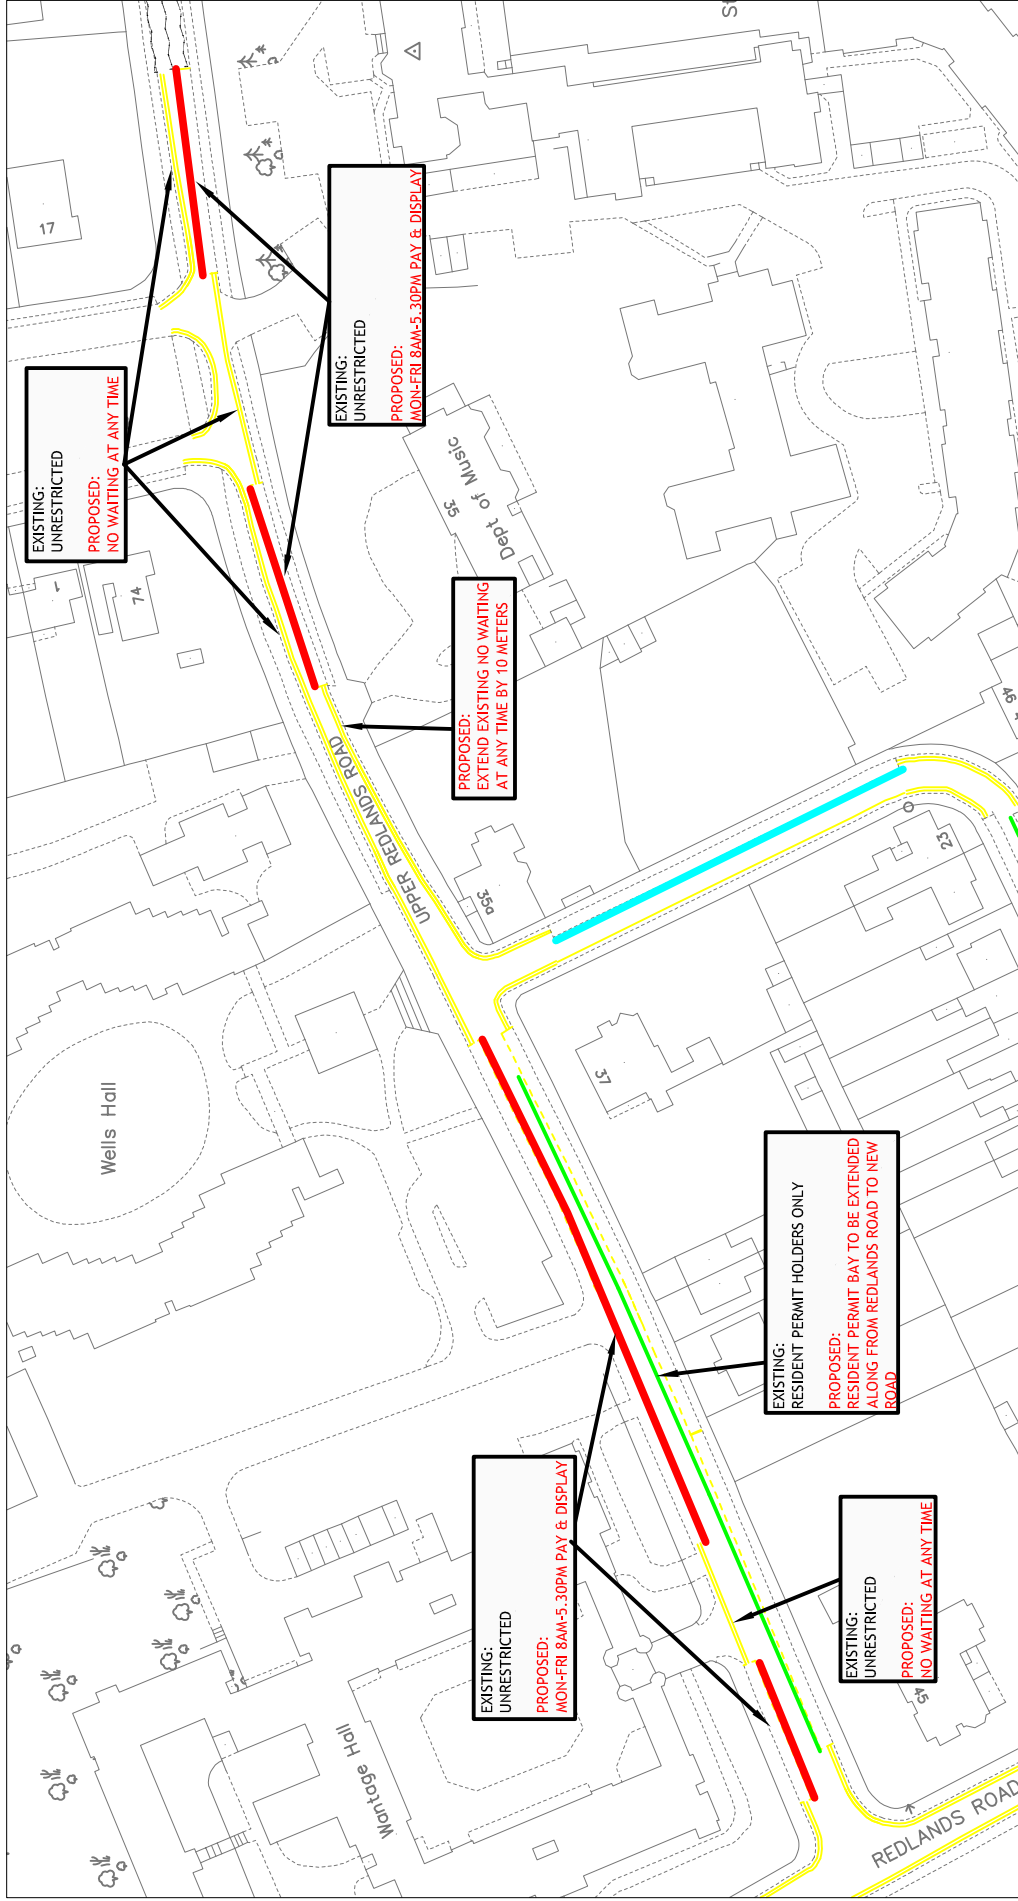 EXISTING:
UNRESTRICTED
PROPOSED:
NO WAITING AT ANY TIME
EXISTING:
UNRESTRICTED
PROPOSED:
MON-FRI 8AM-5.30PM PAY & DISPLAY
PROPOSED:
EXTEND EXISTING NO WAITING
AT ANY TIME BY 10 METERS
EXISTING:
RESIDENT PERMIT HOLDERS ONLY
PROPOSED:
RESIDENT PERMIT BAY TO BE EXTENDED
ALONG FROM REDLANDS ROAD TO NEW
ROAD
EXISTING:
UNRESTRICTED
PROPOSED:
MON-FRI 8AM-5.30PM PAY & DISPLAY
EXISTING:
UNRESTRICTED
PROPOSED:
NO WAITING AT ANY TIME
UPPER REDLANDS ROAD
REDLANDS ROAD
Wells Hall
Wantage Hall
35
Dept of Music
17
74
35a
37
23
45
46